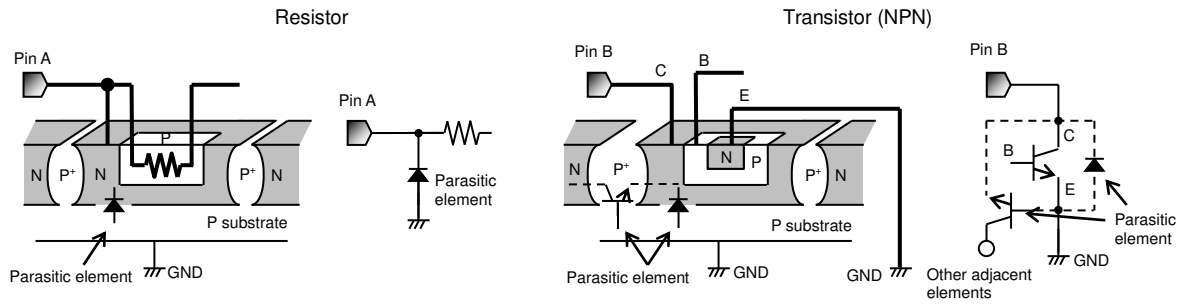 Resistor
Transistor (NPN)
Pin A
P
N
P+
N
P+
N
P substrate
Parasitic element
GND
Pin A
Parasitic
element
Pin B
C
B
E
N
P+
N
N
P
P+
N
P substrate
Parasitic element
GND
GND
Pin B
C
B
E
Parasitic
element
GND
Other adjacent
elements